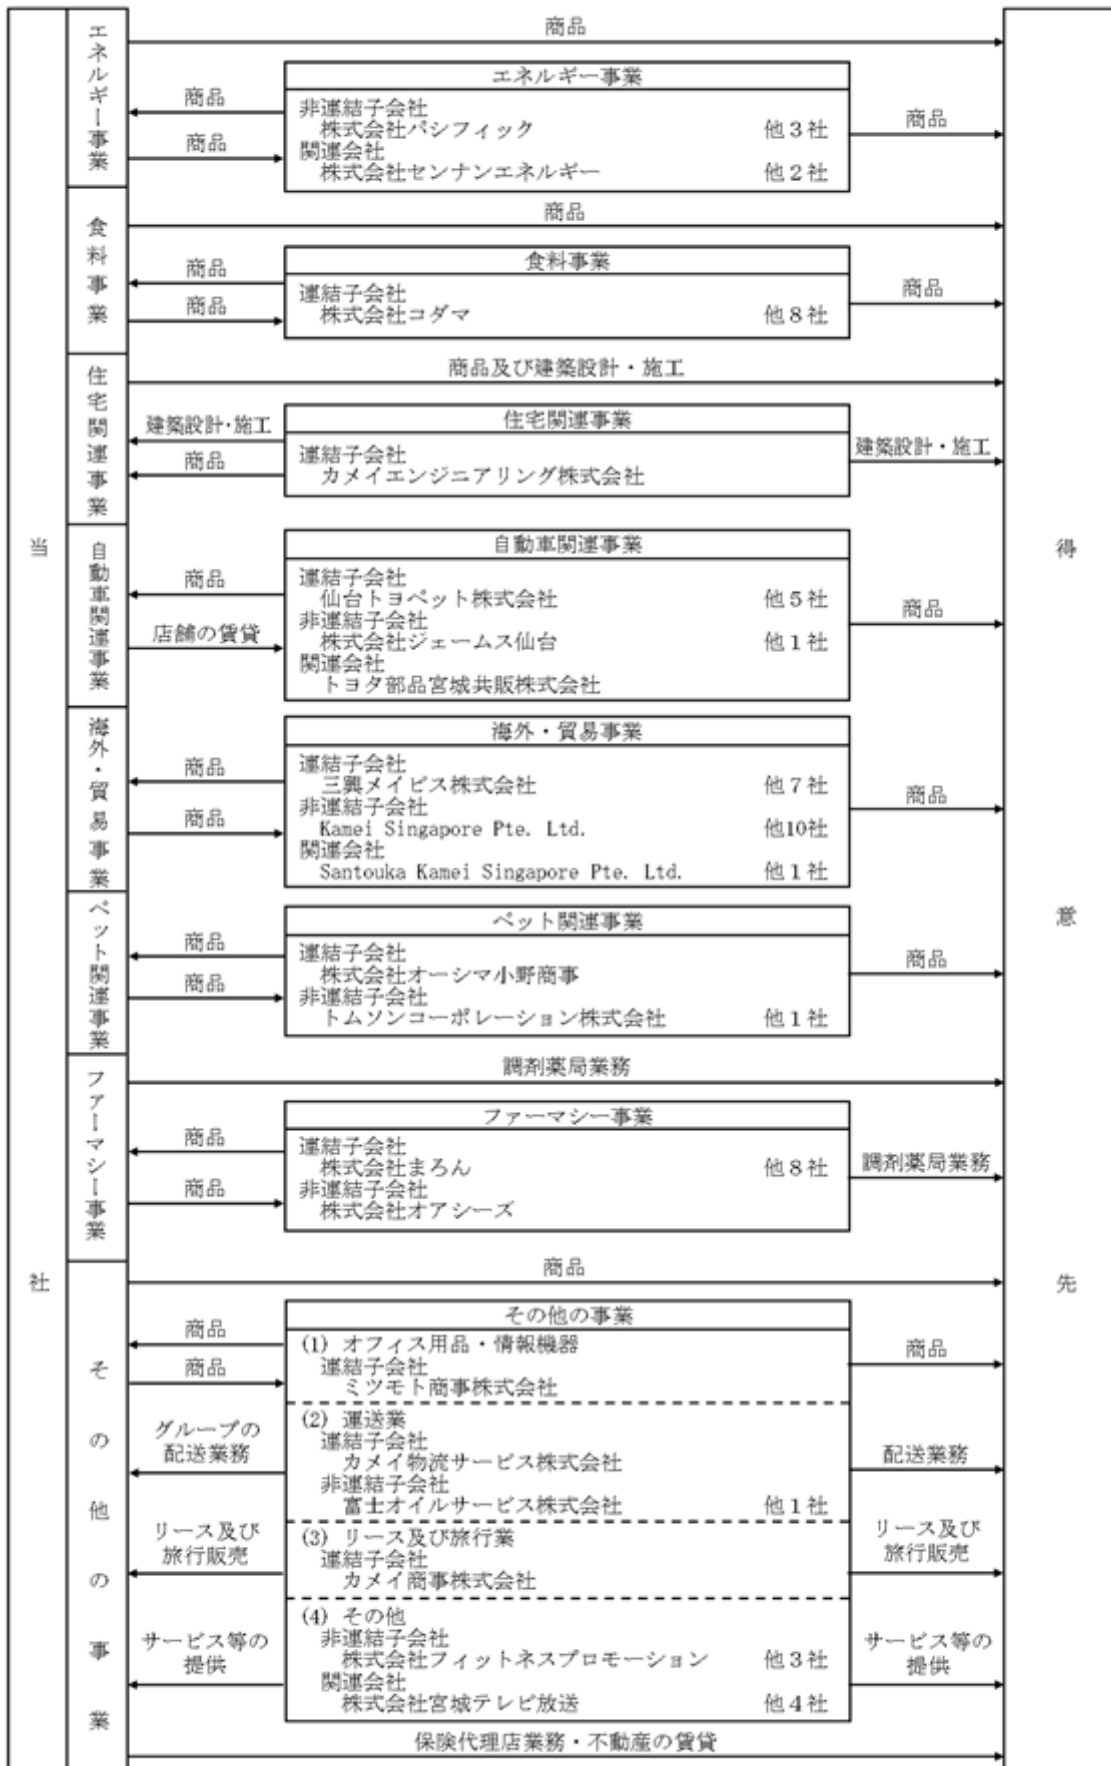 当社
得意先
エネルギー事業
商品
エネルギー事業
商品
商品
非連結子会社
株式会社パシフィック 他3社
関連会社
株式会社センナンエネルギー 他2社
商品
食料事業
商品
食料事業
商品
商品
連結子会社
株式会社コダマ 他8社
商品
住宅関連事業
商品及び建築設計・施工
住宅関連事業
建築設計・施工
商品
連結子会社
カメイエンジニアリング株式会社
建築設計・施工
自動車関連事業
自動車関連事業
商品
店舗の賃貸
連結子会社
仙台トヨペット株式会社 他5社
非連結子会社
株式会社ジェームス仙台 他1社
関連会社
トヨタ部品宮城共販株式会社
商品
海外・貿易事業
海外・貿易事業
商品
商品
連結子会社
三興メイビス株式会社 他7社
非連結子会社
Kamei Singapore Pte. Ltd. 他10社
関連会社
Santouka Kamei Singapore Pte. Ltd. 他1社
商品
ペット関連事業
ペット関連事業
商品
商品
連結子会社
株式会社オーシマ小野商事
非連結子会社
トムソンコーポレーション株式会社 他1社
商品
ファーマシー事業
調剤薬局業務
ファーマシー事業
商品
商品
連結子会社
株式会社まろん 他8社
非連結子会社
株式会社オアシーズ
調剤薬局業務
その他の事業
商品
その他の事業
商品
商品
(1) オフィス用品・情報機器
連結子会社
ミツモト商事株式会社
商品
グループの
配送業務
(2) 運送業
連結子会社
カメイ物流サービス株式会社
非連結子会社
富士オイルサービス株式会社 他1社
配送業務
リース及び
旅行販売
(3) リース及び旅行業
連結子会社
カメイ商事株式会社
リース及び
旅行販売
サービス等の
提供
(4) その他
非連結子会社
株式会社フィットネスプロモーション 他3社
関連会社
株式会社宮城テレビ放送 他4社
サービス等の
提供
保険代理店業務・不動産の賃貸